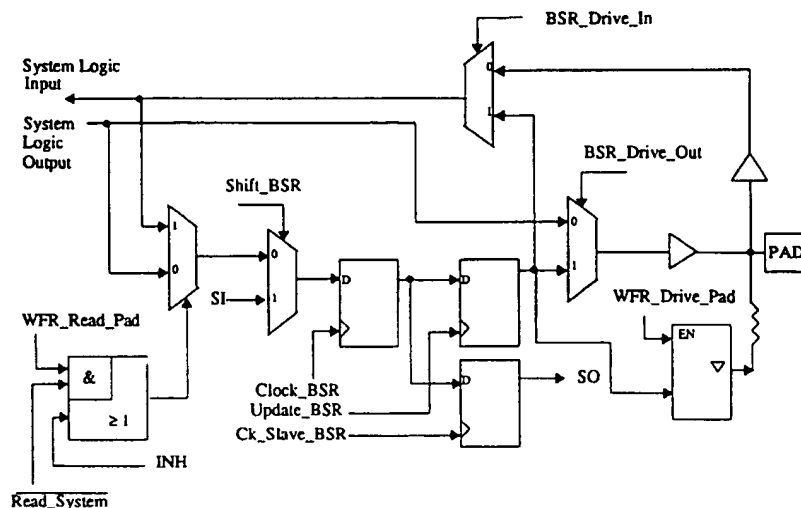 BSR_Drive_In
System Logic
Input
0
1
System
Logic
Output
BSR_Drive_Out
Shift_BSR
1
0
0
1
0
1
PAD
SI
D
D
WFR_Read_Pad
WFR_Drive_Pad
EN
&
≥ 1
Clock_BSR
Update_BSR
Ck_Slave_BSR
D
SO
INH
Read_System